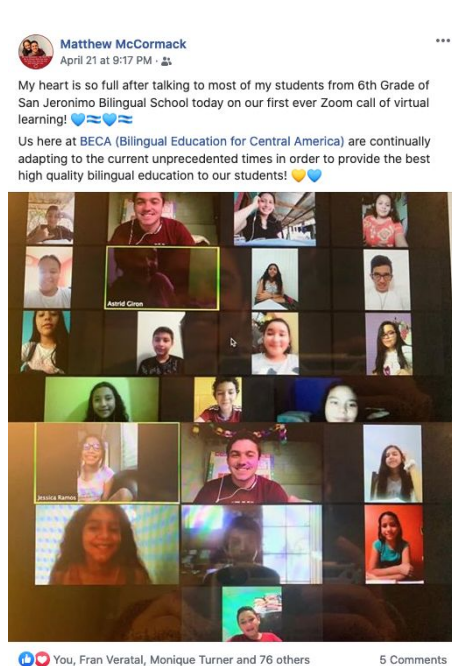 Matthew McCormack
April 21 at 9:17 PM ·
My heart is so full after talking to most of my students from 6th Grade of
San Jeronimo Bilingual School today on our first ever Zoom call of virtual
learning! 💙🇭🇳💙🇭🇳
Us here at BECA (Bilingual Education for Central America) are continually
adapting to the current unprecedented times in order to provide the best
high quality bilingual education to our students! 💛💙
Astrid Giron
Jessica Ramos
You, Fran Veratal, Monique Turner and 76 others
5 Comments